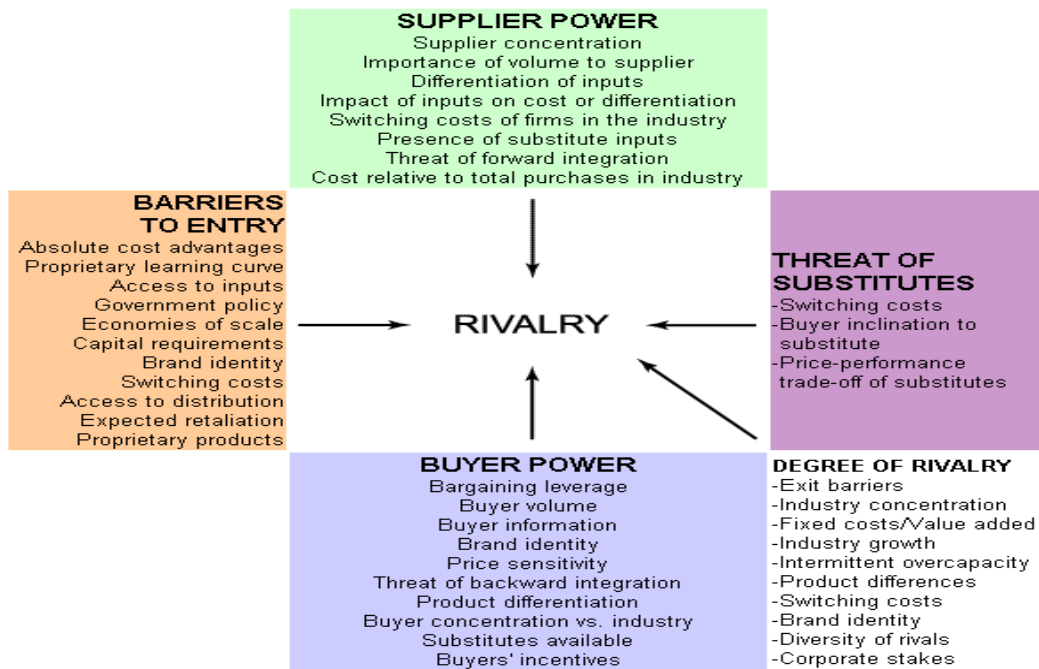 SUPPLIER POWER
Supplier concentration
Importance of volume to supplier
Differentiation of inputs
Impact of inputs on cost or differentiation
Switching costs of firms in the industry
Presence of substitute inputs
Threat of forward integration
Cost relative to total purchases in industry
BARRIERS
TO ENTRY
Absolute cost advantages
Proprietary learning curve
Access to inputs
Government policy
Economies of scale
Capital requirements
Brand identity
Switching costs
Access to distribution
Expected retaliation
Proprietary products
RIVALRY
THREAT OF
SUBSTITUTES
-Switching costs
-Buyer inclination to
substitute
-Price-performance
trade-off of substitutes
BUYER POWER
Bargaining leverage
Buyer volume
Buyer information
Brand identity
Price sensitivity
Threat of backward integration
Product differentiation
Buyer concentration vs. industry
Substitutes available
Buyers' incentives
DEGREE OF RIVALRY
-Exit barriers
-Industry concentration
-Fixed costs/Value added
-Industry growth
-Intermittent overcapacity
-Product differences
-Switching costs
-Brand identity
-Diversity of rivals
-Corporate stakes